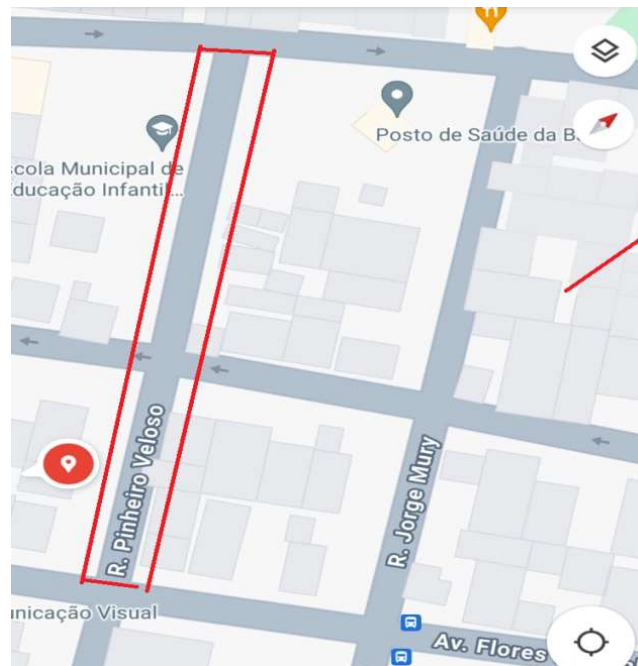 Posto de Saúde da B
scola Municipal de
ducação Infantil...
R. Pinheiro Veloso
R. Jorge Mury
unicação Visual
Av. Flores